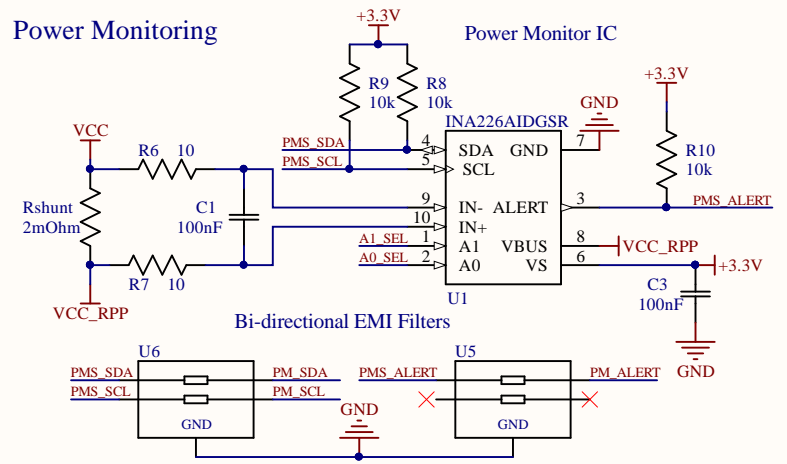 Power Monitoring
+3.3V
Power Monitor IC
R9
10k
R8
10k
+3.3V
GND
INA226AIDGSR
VCC
PMS_SDA
4
SDA
GND
7
PMS_SCL
5
SCL
R10
10k
R6
10
Rshunt
2mOhm
C1
100nF
9
IN-
ALERT
3
PMS_ALERT
10
IN+
A1_SEL
1
A1
VBUS
8
VCC_RPP
A0_SEL
2
A0
VS
6
+3.3V
R7
10
C3
100nF
VCC_RPP
U1
GND
Bi-directional EMI Filters
U6
PMS_SDA
PM_SDA
PMS_SCL
PM_SCL
GND
GND
U5
PMS_ALERT
PM_ALERT
GND